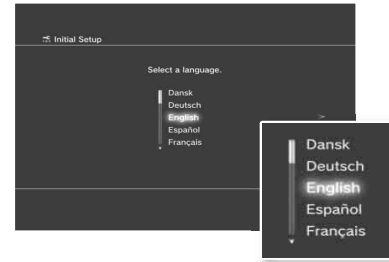 Initial Setup
Select a language.
Dansk
Deutsch
English
Español
Français
Dansk
Deutsch
English
Español
Français